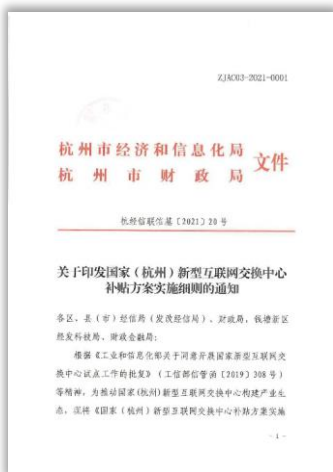 ZJAC03-2021-0001
杭州市经济和信息化局
杭州市财政局
文件
杭经信联信基〔2021〕20号
关于印发国家（杭州）新型互联网交换中心
补贴方案实施细则的通知
各区、县（市）经信局（发改经信局）、财政局，钱塘新区
经发科技局、财政金融局：
根据《工业和信息化部关于同意开展国家新型互联网交
换中心试点工作的批复》（工信部信管函〔2019〕308号）
等精神，为推动国家(杭州)新型互联网交换中心构建产业生
态，现将《国家（杭州）新型互联网交换中心补贴方案实施
- 1 -